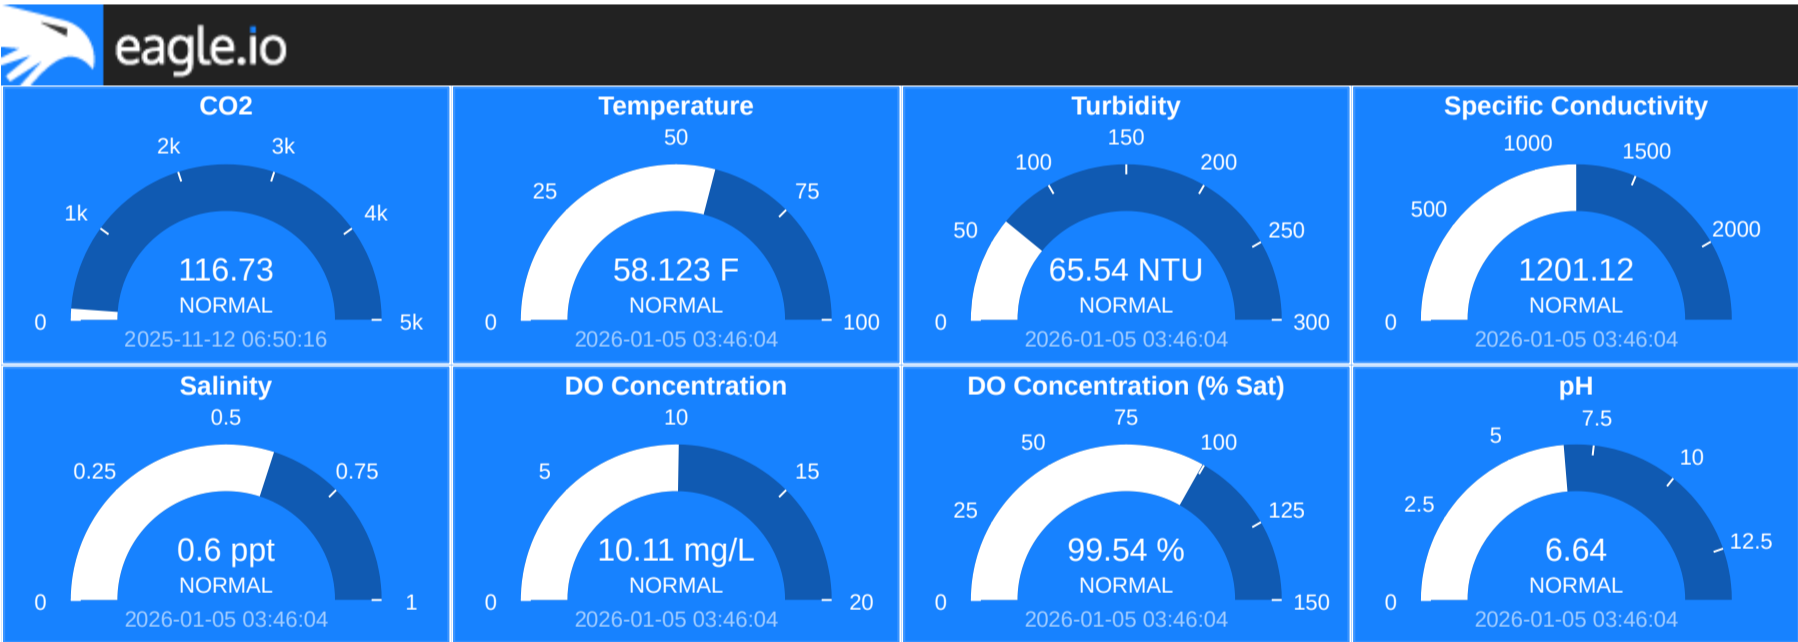 eagle.io
CO2
0
1k
2k
3k
4k
5k
116.73
NORMAL
2025-11-12 06:50:16
Temperature
0
25
50
75
100
58.123 F
NORMAL
2026-01-05 03:46:04
Turbidity
0
50
100
150
200
250
300
65.54 NTU
NORMAL
2026-01-05 03:46:04
Specific Conductivity
0
500
1000
1500
2000
1201.12
NORMAL
2026-01-05 03:46:04
Salinity
0
0.25
0.5
0.75
1
0.6 ppt
NORMAL
2026-01-05 03:46:04
DO Concentration
0
5
10
15
20
10.11 mg/L
NORMAL
2026-01-05 03:46:04
DO Concentration (% Sat)
0
25
50
75
100
125
150
99.54 %
NORMAL
2026-01-05 03:46:04
pH
0
2.5
5
7.5
10
12.5
6.64
NORMAL
2026-01-05 03:46:04